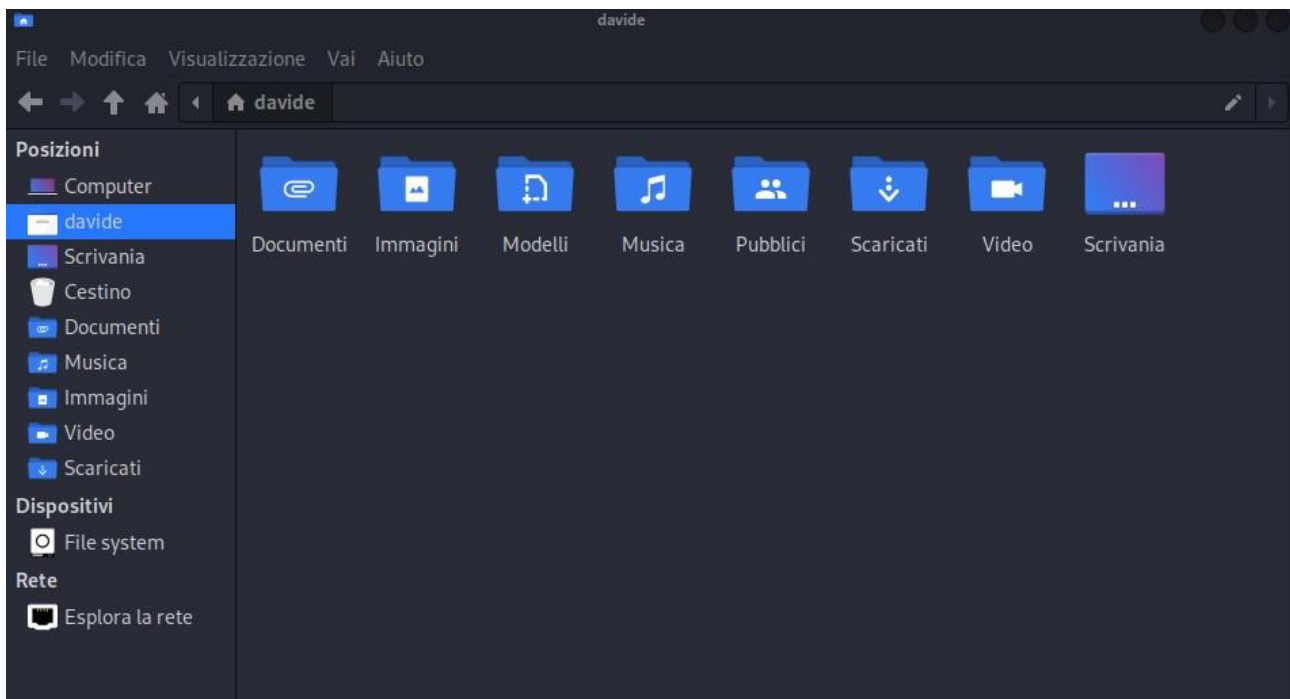 davide
File Modifica Visualizzazione Vai Aiuto
davide
Posizioni
Computer
davide
Scrivania
Cestino
Documenti
Musica
Immagini
Video
Scaricati
Dispositivi
File system
Rete
Esplora la rete
Documenti Immagini Modelli Musica Pubblici Scaricati Video Scrivania